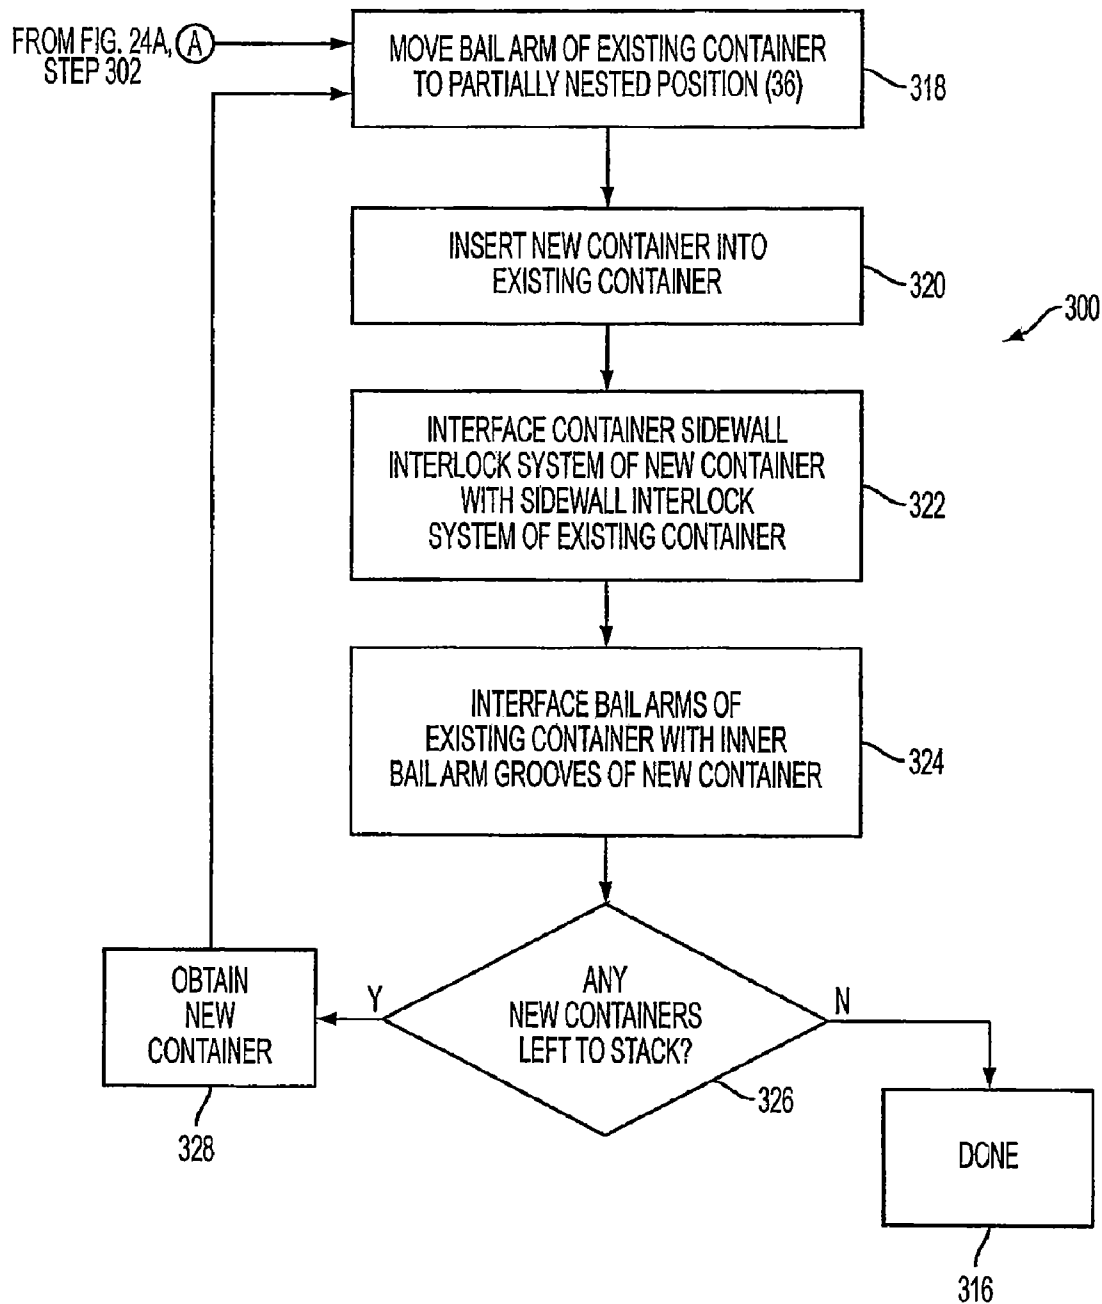 FROM FIG. 24A,
STEP 302
A
MOVE BAIL ARM OF EXISTING CONTAINER
TO PARTIALLY NESTED POSITION (36)
318
INSERT NEW CONTAINER INTO
EXISTING CONTAINER
320
300
INTERFACE CONTAINER SIDEWALL
INTERLOCK SYSTEM OF NEW CONTAINER
WITH SIDEWALL INTERLOCK
SYSTEM OF EXISTING CONTAINER
322
INTERFACE BAIL ARMS OF
EXISTING CONTAINER WITH INNER
BAIL ARM GROOVES OF NEW CONTAINER
324
ANY
NEW CONTAINERS
LEFT TO STACK?
326
Y
N
OBTAIN
NEW
CONTAINER
328
DONE
316